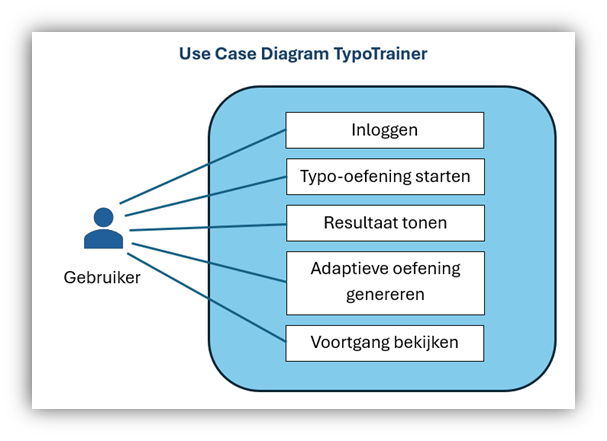 Use Case Diagram TypoTrainer
Inloggen
Typo-oefening starten
Resultaat tonen
Gebruiker
Adaptieve oefening
genereren
Voortgang bekijken